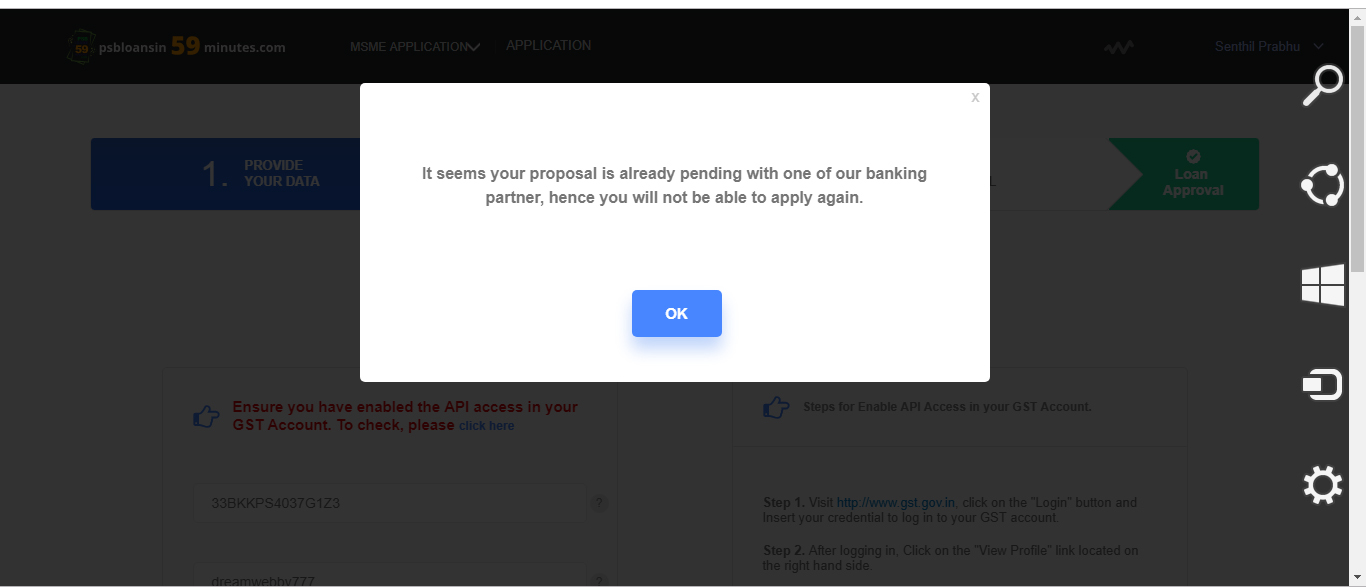 59
psbloansin 59 minutes.com
MSME APPLICATION
APPLICATION
Senthil Prabhu
X
1. PROVIDE
YOUR DATA
Loan
Approval
It seems your proposal is already pending with one of our banking
partner, hence you will not be able to apply again.
OK
Ensure you have enabled the API access in your
GST Account. To check, please click here
33BKKPS4037G1Z3
?
dreamwebby777
?
Steps for Enable API Access in your GST Account.
Step 1. Visit http://www.gst.gov.in, click on the "Login" button and
Insert your credential to log in to your GST account.
Step 2. After logging in, Click on the "View Profile" link located on
the right hand side.